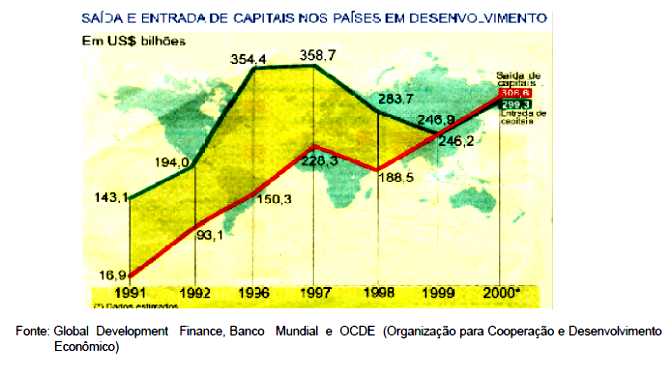 SAÍDA E ENTRADA DE CAPITAIS NOS PAÍSES EM DESENVOLVIMENTO
Em US$ bilhões
354,4
358,7
283,7
246,9
Saída de
capitais
306,6
299,3
Entrada de
capitais
194,0
246,2
143,1
228,3
188,5
150,3
93,1
16,9
1991 1992 1996 1997 1998 1999 2000*
(*) Dados estimados
Fonte: Global Development Finance, Banco Mundial e OCDE (Organização para Cooperação e Desenvolvimento
Econômico)